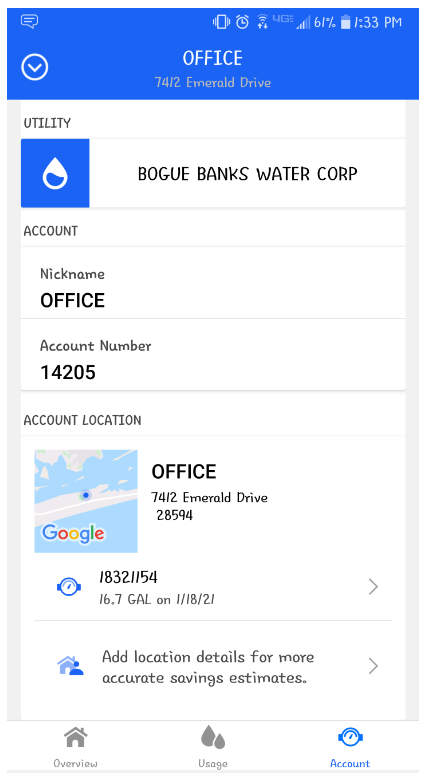 4G
61% 1:33 PM
OFFICE
7412 Emerald Drive
UTILITY
BOGUE BANKS WATER CORP
ACCOUNT
Nickname
OFFICE
Account Number
14205
ACCOUNT LOCATION
OFFICE
7412 Emerald Drive
28594
Google
18321154
16.7 GAL on 1/18/21
Add location details for more
accurate savings estimates.
Overview
Usage
Account